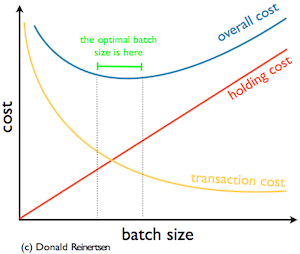 overall cost
the optimal batch
size is here
holding cost
cost
transaction cost
batch size
(c) Donald Reinertsen